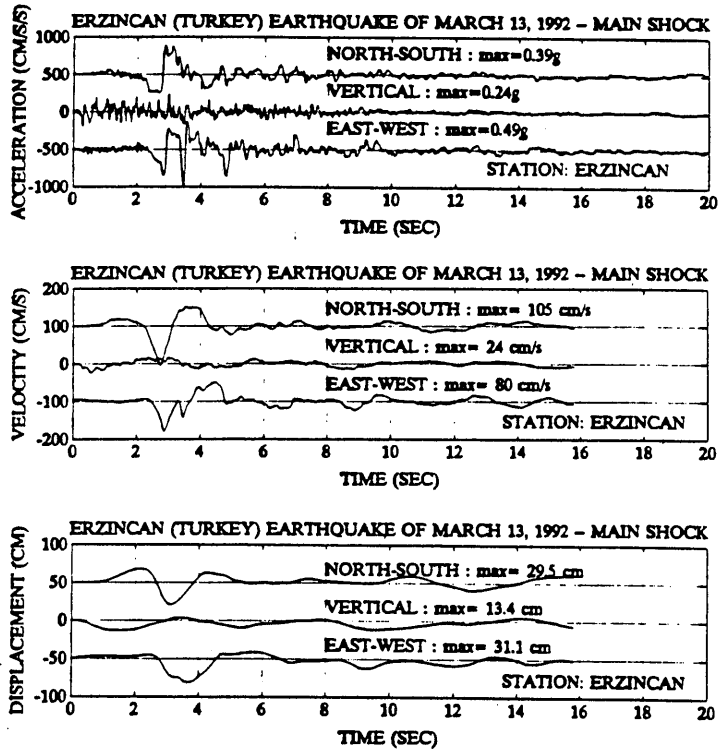 ERZINCAN (TURKEY) EARTHQUAKE OF MARCH 13, 1992 – MAIN SHOCK
ACCELERATION (CM/S/S)
1000
500
0
-500
-1000
NORTH-SOUTH : max=0.39g
VERTICAL : max=0.24g
EAST-WEST : max=0.49g
STATION: ERZINCAN
0 2 4 6 8 10 12 14 16 18 20
TIME (SEC)
ERZINCAN (TURKEY) EARTHQUAKE OF MARCH 13, 1992 – MAIN SHOCK
VELOCITY (CM/S)
200
100
0
-100
-200
NORTH-SOUTH : max= 105 cm/s
VERTICAL : max= 24 cm/s
EAST-WEST : max= 80 cm/s
STATION: ERZINCAN
0 2 4 6 8 10 12 14 16 18 20
TIME (SEC)
ERZINCAN (TURKEY) EARTHQUAKE OF MARCH 13, 1992 – MAIN SHOCK
DISPLACEMENT (CM)
100
50
0
-50
-100
NORTH-SOUTH : max= 29.5 cm
VERTICAL : max= 13.4 cm
EAST-WEST : max= 31.1 cm
STATION: ERZINCAN
0 2 4 6 8 10 12 14 16 18 20
TIME (SEC)